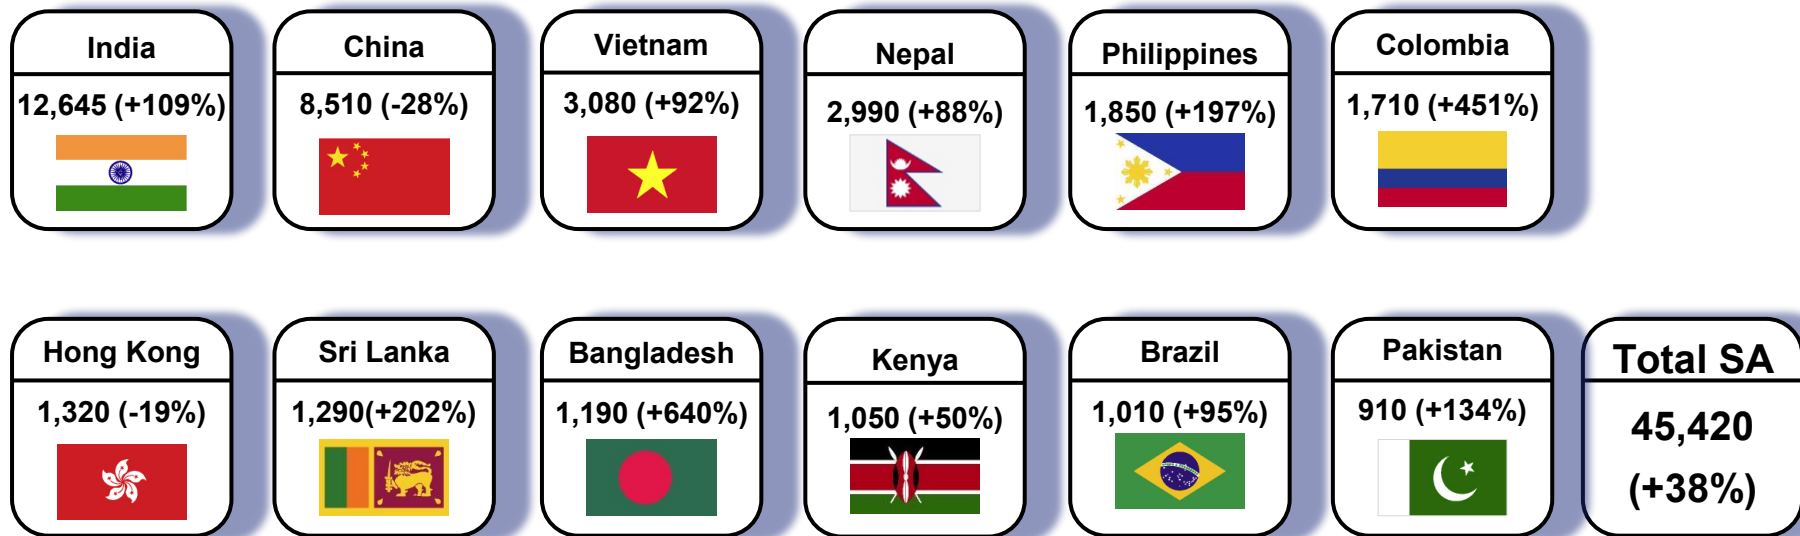 India
12,645 (+109%)
China
8,510 (-28%)
Vietnam
3,080 (+92%)
Nepal
2,990 (+88%)
Philippines
1,850 (+197%)
Colombia
1,710 (+451%)
Hong Kong
1,320 (-19%)
Sri Lanka
1,290(+202%)
Bangladesh
1,190 (+640%)
Kenya
1,050 (+50%)
Brazil
1,010 (+95%)
Pakistan
910 (+134%)
Total SA
45,420
(+38%)